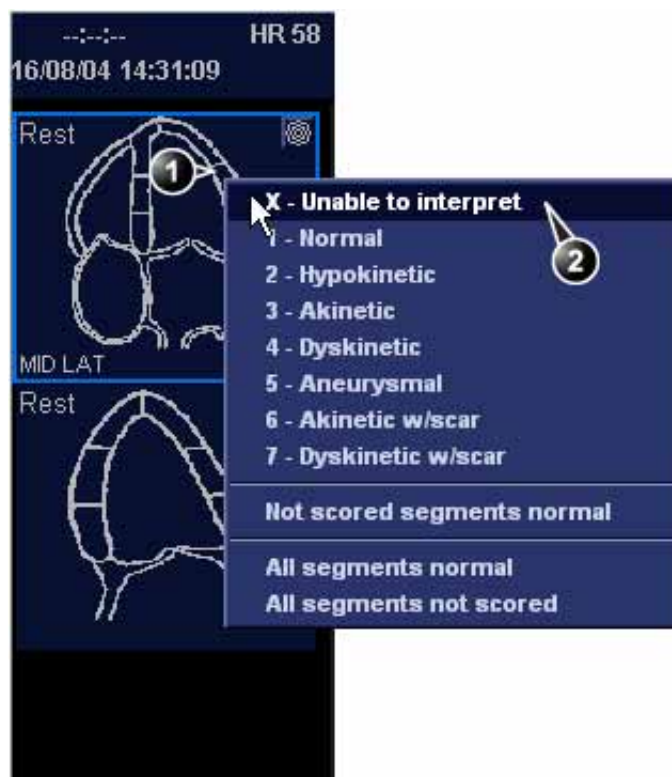 --:--:-- HR 58
16/08/04 14:31:09
Rest
1
X - Unable to interpret
2
1 - Normal
2 - Hypokinetic
3 - Akinetic
4 - Dyskinetic
MID LAT
5 - Aneurysmal
Rest
6 - Akinetic w/scar
7 - Dyskinetic w/scar
Not scored segments normal
All segments normal
All segments not scored